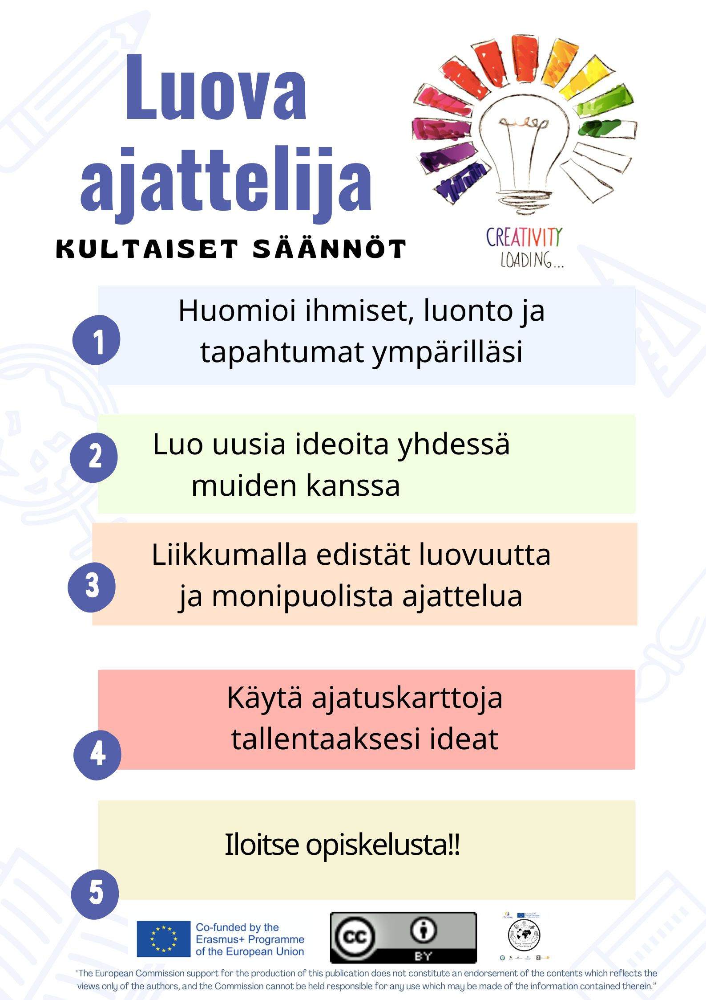 Luova
ajattelija
KULTAISET SÄÄNNÖT
CREATIVITY
LOADING...
1
Huomioi ihmiset, luonto ja
tapahtumat ympärilläsi
2
Luo uusia ideoita yhdessä
muiden kanssa
3
Liikkumalla edistät luovuutta
ja monipuolista ajattelua
4
Käytä ajatuskarttoja
tallentaaksesi ideat
5
Iloitse opiskelusta!!
Co-funded by the
Erasmus+ Programme
of the European Union
cc
BY
"The European Commission support for the production of this publication does not constitute an endorsement of the contents which reflects the
views only of the authors, and the Commission cannot be held responsible for any use which may be made of the information contained therein.”